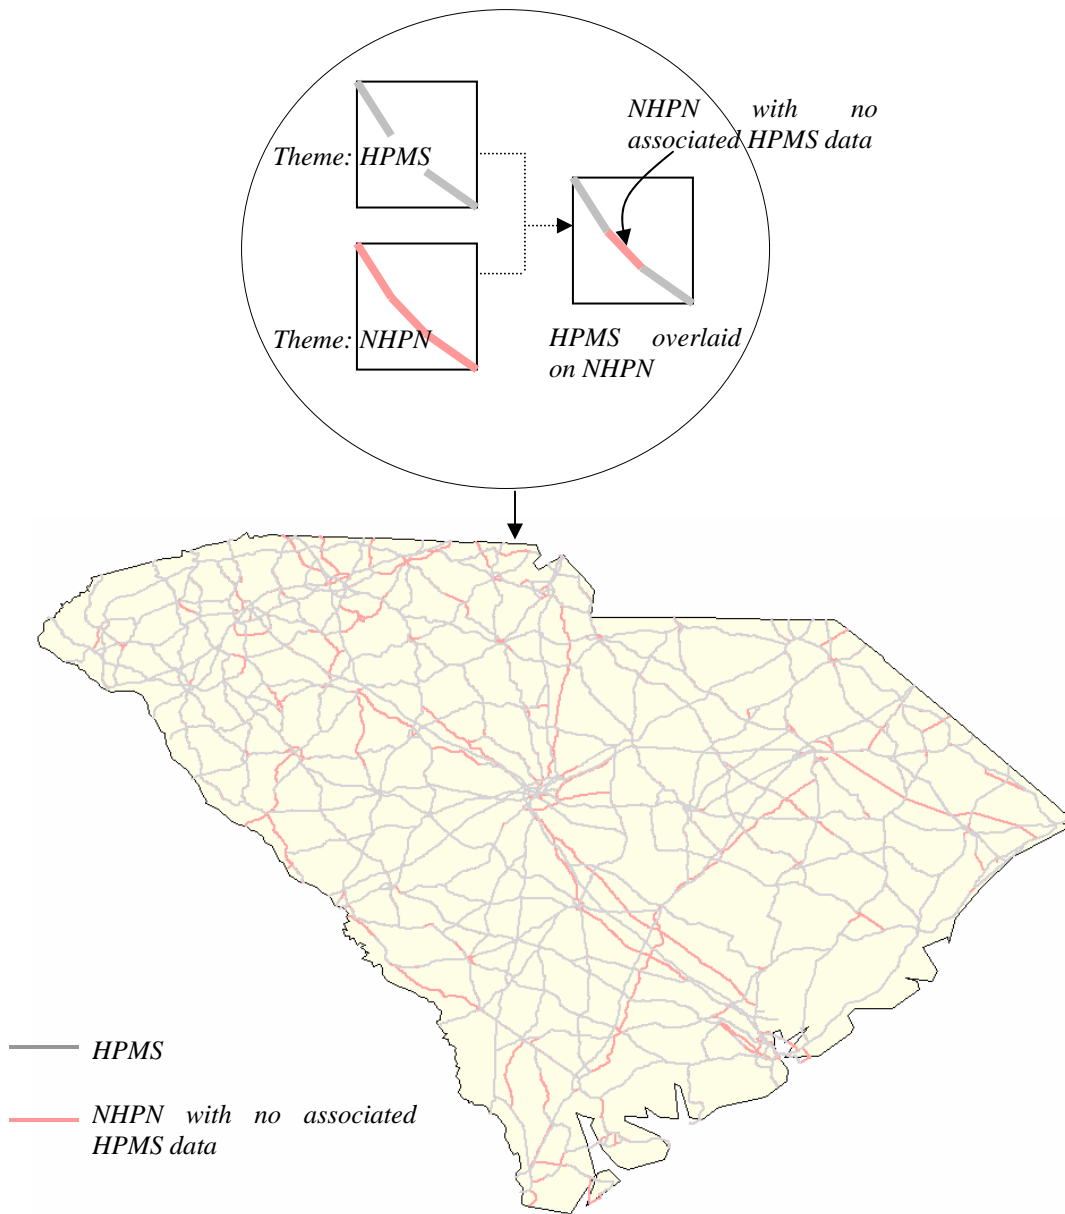 NHPN with no
associated HPMS data
Theme: HPMS
Theme: NHPN
HPMS overlaid
on NHPN
HPMS
NHPN with no associated
HPMS data